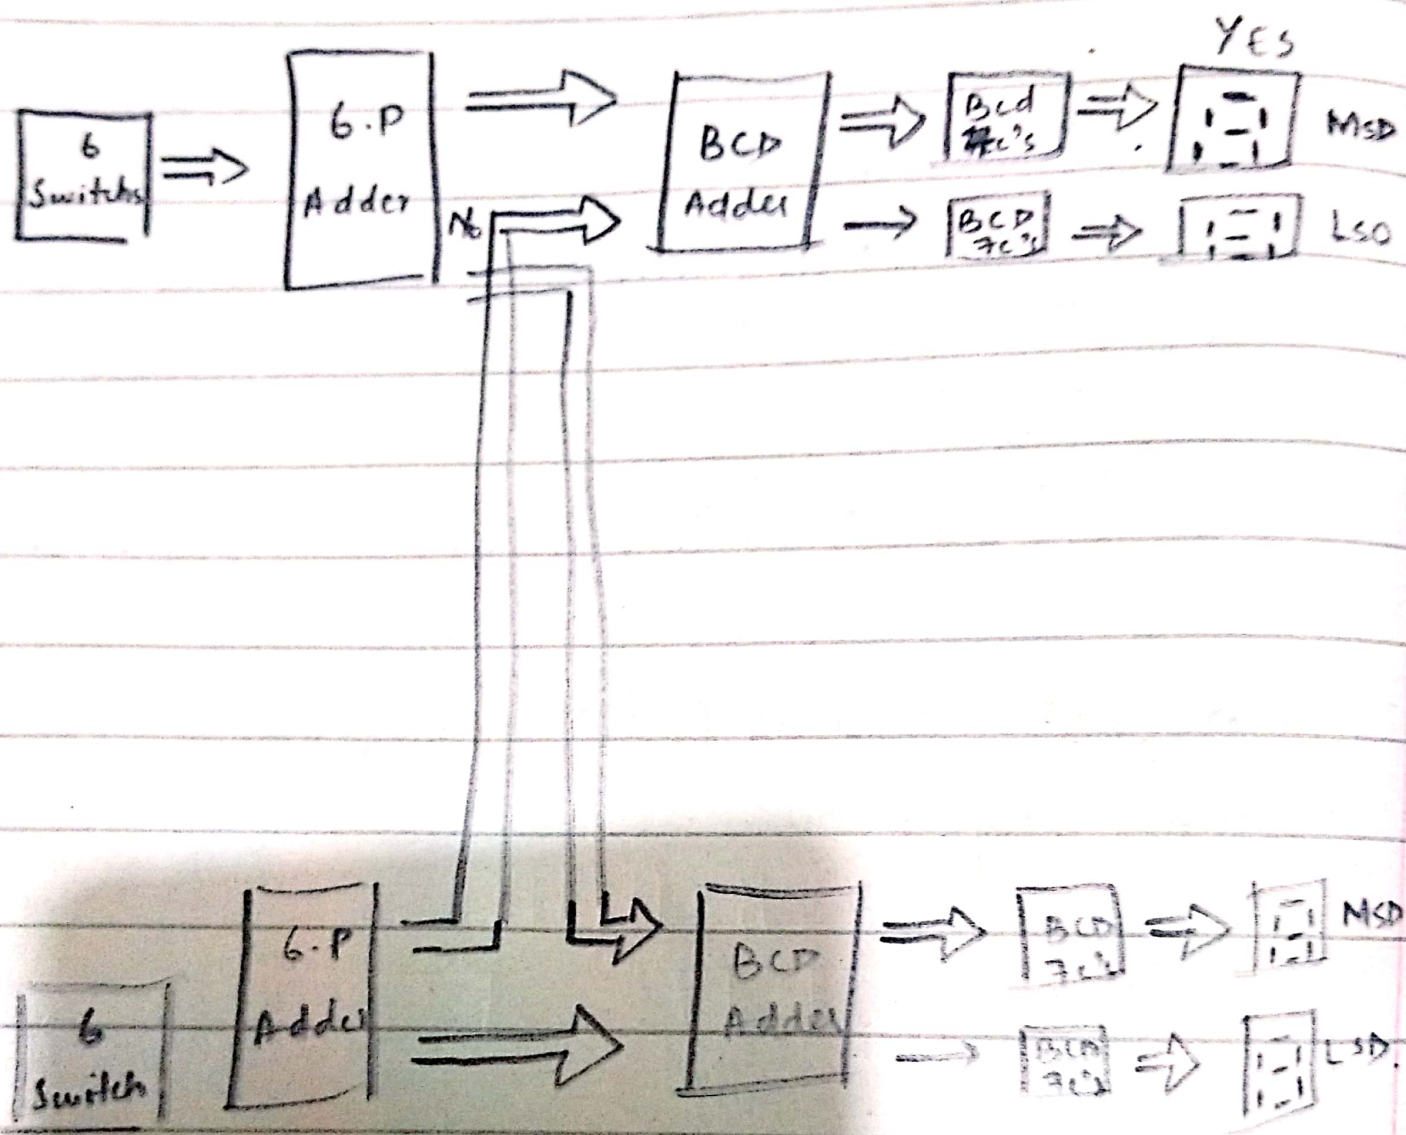 YES
6
Switchs
6.P
Adder
No
BCD
Adder
Bcd
7c's
MSD
BCD
7c's
LSD
6
Switch
6.P
Adder
BCD
Adder
BCD
7c's
MSD
BCD
7c's
LSD